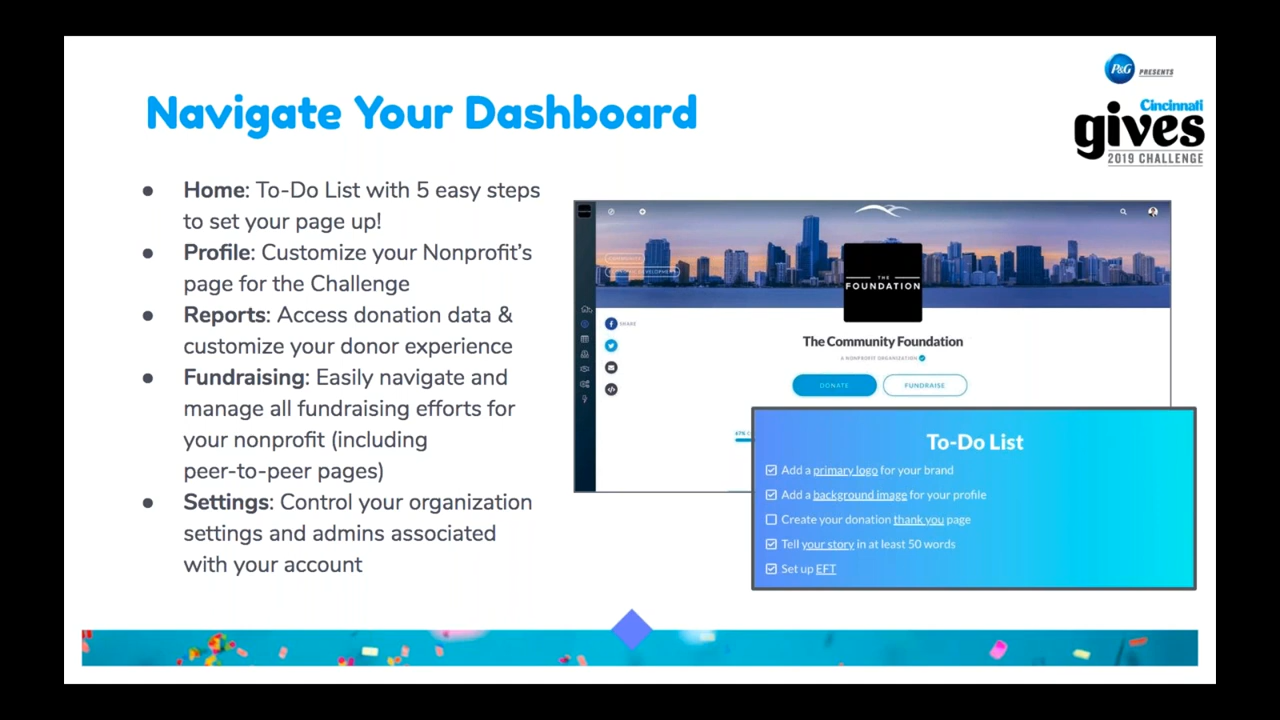 P&G PRESENTS
Cincinnati
gives
2019 CHALLENGE
Navigate Your Dashboard
● Home: To-Do List with 5 easy steps
to set your page up!
● Profile: Customize your Nonprofit's
page for the Challenge
● Reports: Access donation data &
customize your donor experience
● Fundraising: Easily navigate and
manage all fundraising efforts for
your nonprofit (including
peer-to-peer pages)
● Settings: Control your organization
settings and admins associated
with your account
THE
FOUNDATION
SHARE
The Community Foundation
A NONPROFIT ORGANIZATION
DONATE
FUNDRAISE
67%
To-Do List
Add a primary logo for your brand
Add a background image for your profile
Create your donation thank you page
Tell your story in at least 50 words
Set up EFT